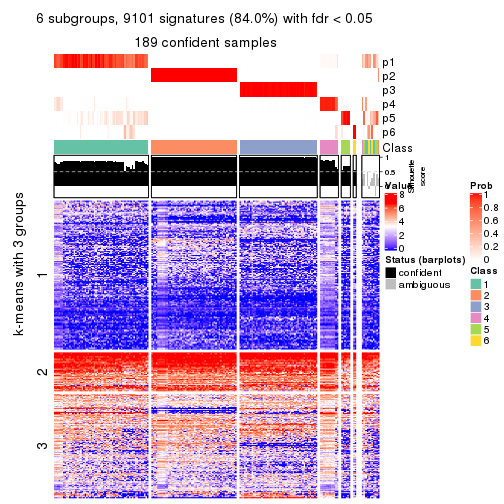 6 subgroups, 9101 signatures (84.0%) with fdr < 0.05
189 confident samples
p1
p2
p3
p4
p5
p6
Class
1
0.5
0
Silhouette
score
k-means with 3 groups
1
2
3
Value
8
6
4
2
0
Status (barplots)
confident
ambiguous
Prob
1
0.8
0.6
0.4
0.2
0
Class
1
2
3
4
5
6